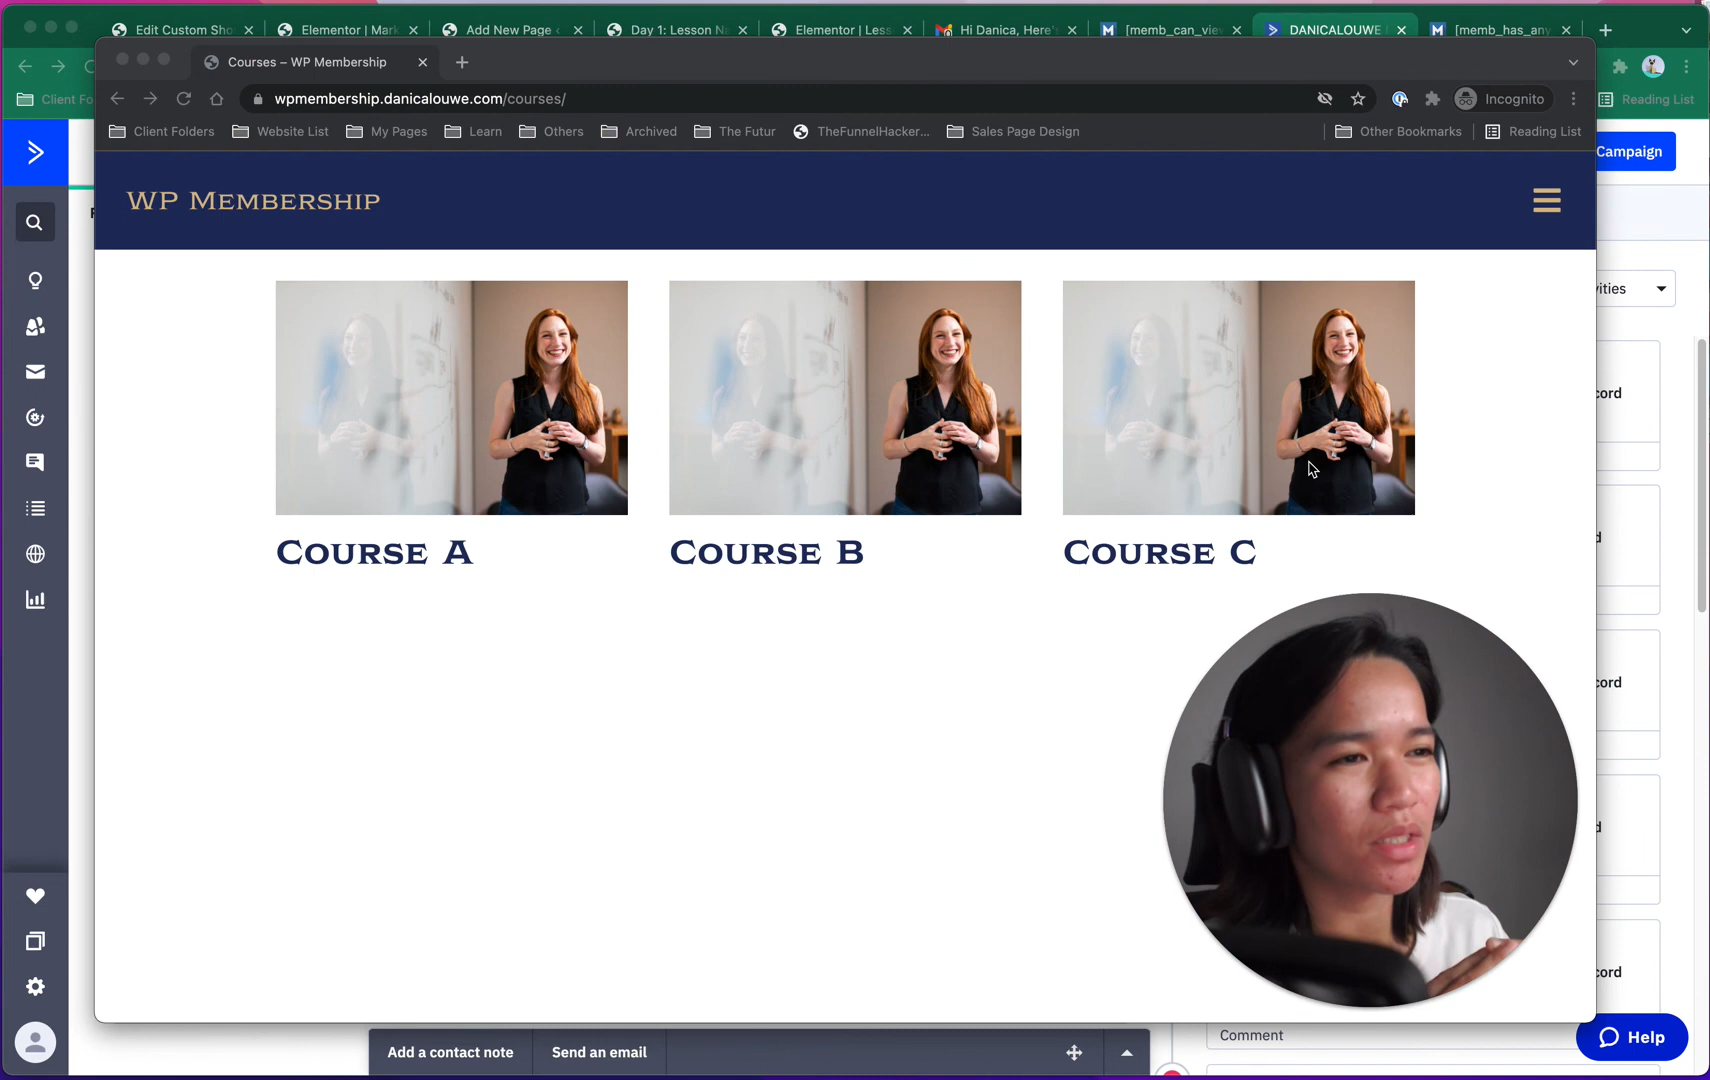 Edit Custom Sho
Elementor | Mark
Add New Page ‹
Day 1: Lesson Na
Elementor | Less
Hi Danica, Here's
[memb_can_view
DANICALOUWE
[memb_has_any
Client Fo
Reading List
Courses – WP Membership
wpmembership.danicalouwe.com/courses/
Incognito
Client Folders
Website List
My Pages
Learn
Others
Archived
The Futur
TheFunnelHacker...
Sales Page Design
Other Bookmarks
Reading List
Campaign
WP Membership
vities
cord
d
cord
d
cord
Course A
Course B
Course C
Comment
Add a contact note
Send an email
Help